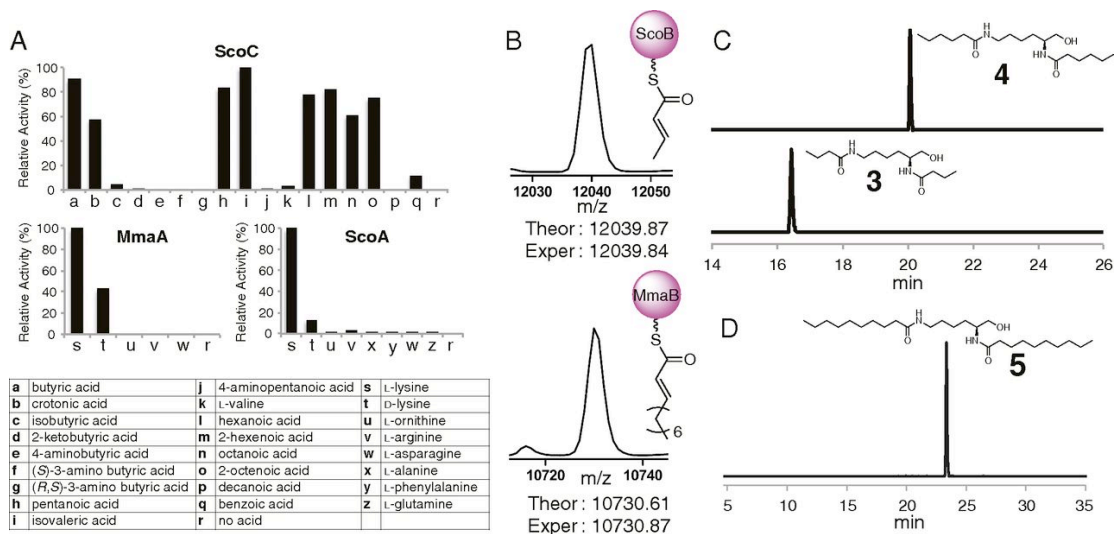 A
ScoC
Relative Activity (%)
100
80
60
40
20
0
a b c d e f g h i j k l m n o p q r
MmaA
Relative Activity (%)
100
80
60
40
20
0
s t u v w r
ScoA
Relative Activity (%)
100
80
60
40
20
0
s t u v x y w z r
a butyric acid j 4-aminopentanoic acid s L-lysine
b crotonic acid k L-valine t D-lysine
c isobutyric acid l hexanoic acid u L-ornithine
d 2-ketobutyric acid m 2-hexenoic acid v L-arginine
e 4-aminobutyric acid n octanoic acid w L-asparagine
f (S)-3-amino butyric acid o 2-octenoic acid x L-alanine
g (R,S)-3-amino butyric acid p decanoic acid y L-phenylalanine
h pentanoic acid q benzoic acid z L-glutamine
i isovaleric acid r no acid
B
ScoB
S
O
12030 12040 12050
m/z
Theor: 12039.87
Exper: 12039.84
MmaB
S
O
6
10720 10740
m/z
Theor: 10730.61
Exper: 10730.87
C
H
N
O
OH
HN
O
4
H
N
O
OH
HN
O
3
14 16 18 20 22 24 26
min
D
H
N
O
OH
HN
O
5
5 10 15 20 25 30 35
min